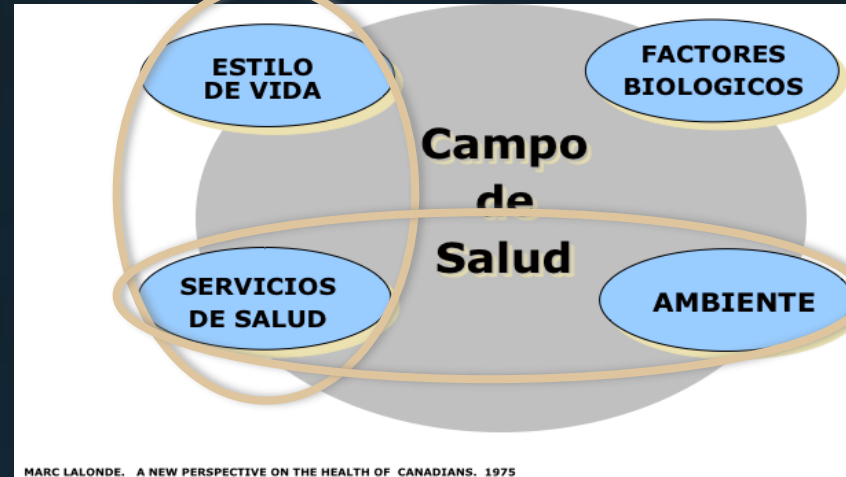 ESTILO
DE VIDA
FACTORES
BIOLOGICOS
Campo
de
Salud
SERVICIOS
DE SALUD
AMBIENTE
MARC LALONDE. A NEW PERSPECTIVE ON THE HEALTH OF CANADIANS. 1975